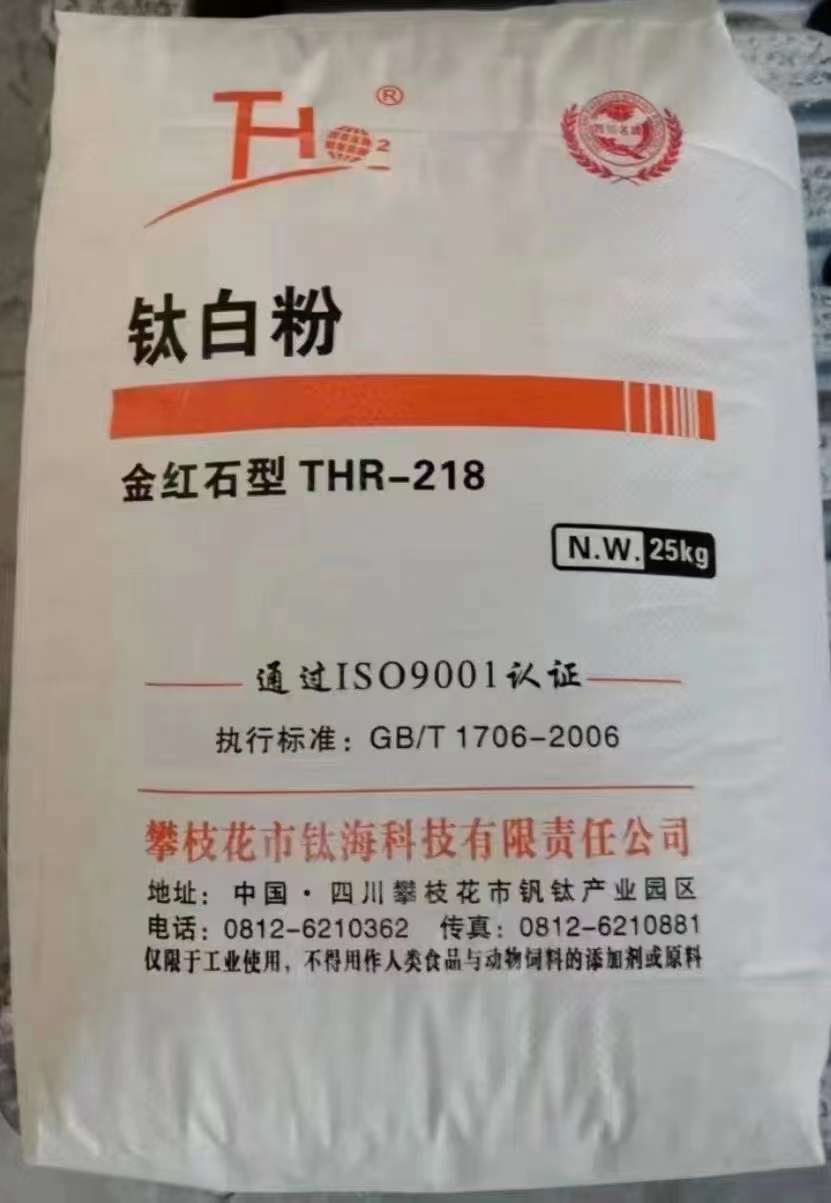 TH 2 ®
钛白粉
金红石型 THR-218
N.W. 25kg
通过ISO9001认证
执行标准：GB/T 1706-2006
攀枝花市钛海科技有限责任公司
地址：中国·四川攀枝花市钒钛产业园区
电话：0812-6210362 传真：0812-6210881
仅限于工业使用，不得用作人类食品与动物饲料的添加剂或原料